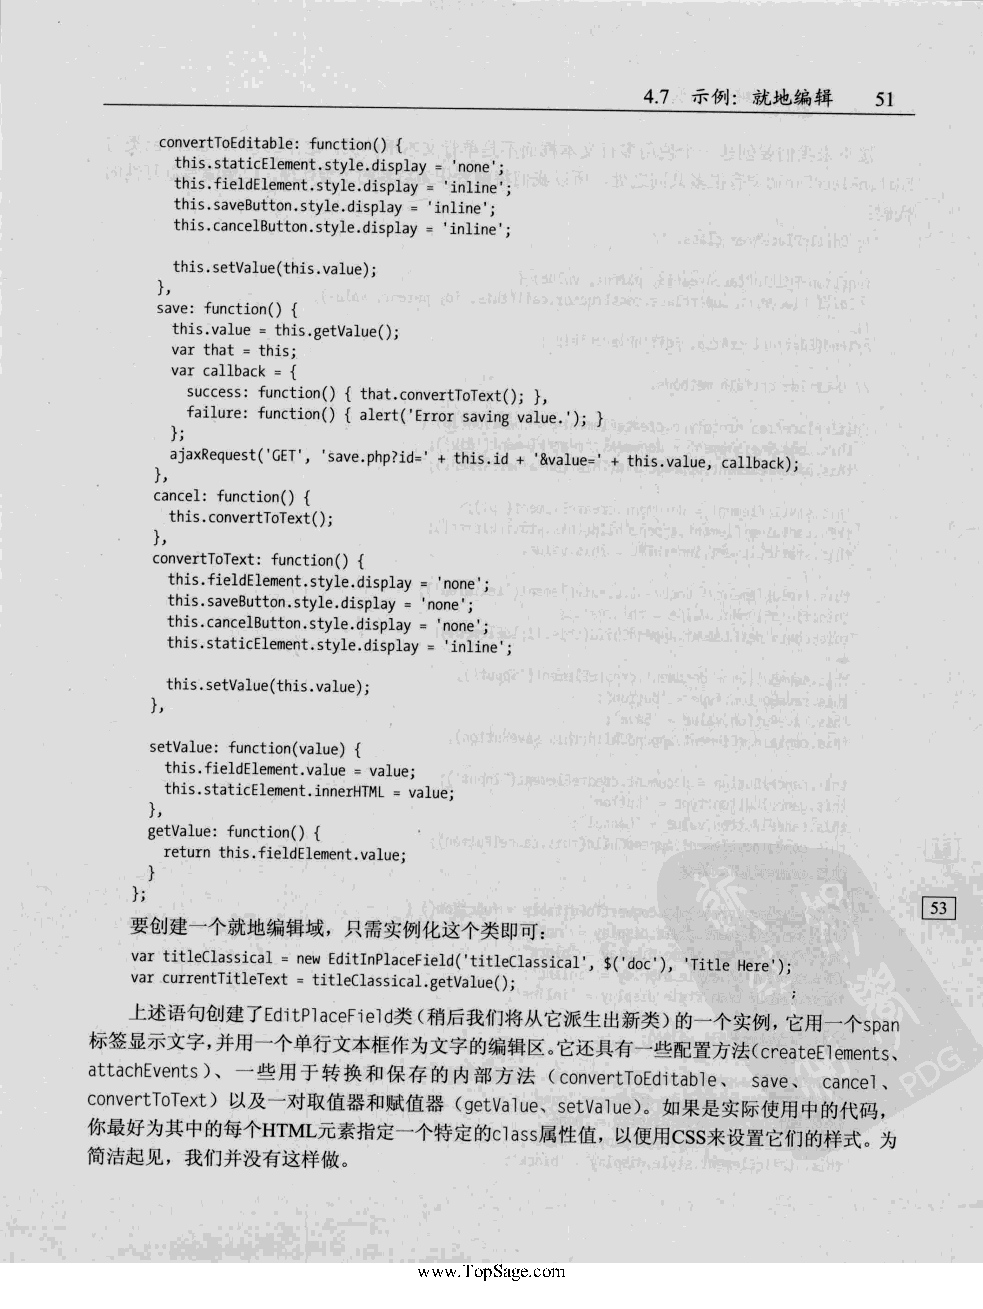 4.7 示例：就地编辑 51
convertToEditable: function() {
this.staticElement.style.display = 'none';
this.fieldElement.style.display = 'inline';
this.saveButton.style.display = 'inline';
this.cancelButton.style.display = 'inline';
this.setValue(this.value);
},
save: function() {
this.value = this.getValue();
var that = this;
var callback = {
success: function() { that.convertToText(); },
failure: function() { alert('Error saving value.'); }
};
ajaxRequest('GET', 'save.php?id=' + this.id + '&value=' + this.value, callback);
},
cancel: function() {
this.convertToText();
},
convertToText: function() {
this.fieldElement.style.display = 'none';
this.saveButton.style.display = 'none';
this.cancelButton.style.display = 'none';
this.staticElement.style.display = 'inline';
this.setValue(this.value);
},
setValue: function(value) {
this.fieldElement.value = value;
this.staticElement.innerHTML = value;
},
getValue: function() {
return this.fieldElement.value;
}
};
53
要创建一个就地编辑域，只需实例化这个类即可：
var titleClassical = new EditInPlaceField('titleClassical', $('doc'), 'Title Here');
var currentTitleText = titleClassical.getValue();
上述语句创建了EditPlaceField类（稍后我们将从它派生出新类）的一个实例，它用一个span
标签显示文字，并用一个单行文本框作为文字的编辑区。它还具有一些配置方法(createElements、
attachEvents)、一些用于转换和保存的内部方法（convertToEditable、 save、 cancel、
convertToText）以及一对取值器和赋值器（getValue、setValue）。如果是实际使用中的代码，
你最好为其中的每个HTML元素指定一个特定的class属性值，以便用CSS来设置它们的样式。为
简洁起见，我们并没有这样做。
PDG
www.TopSage.com